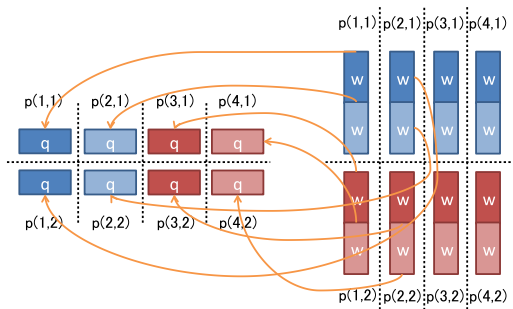 p(1,1) p(2,1) p(3,1) p(4,1)
w w w w
p(1,1) p(2,1) p(3,1) p(4,1)
w w w w
q q q q
q q q q
w w w w
p(1,2) p(2,2) p(3,2) p(4,2)
w w w w
p(1,2) p(2,2) p(3,2) p(4,2)